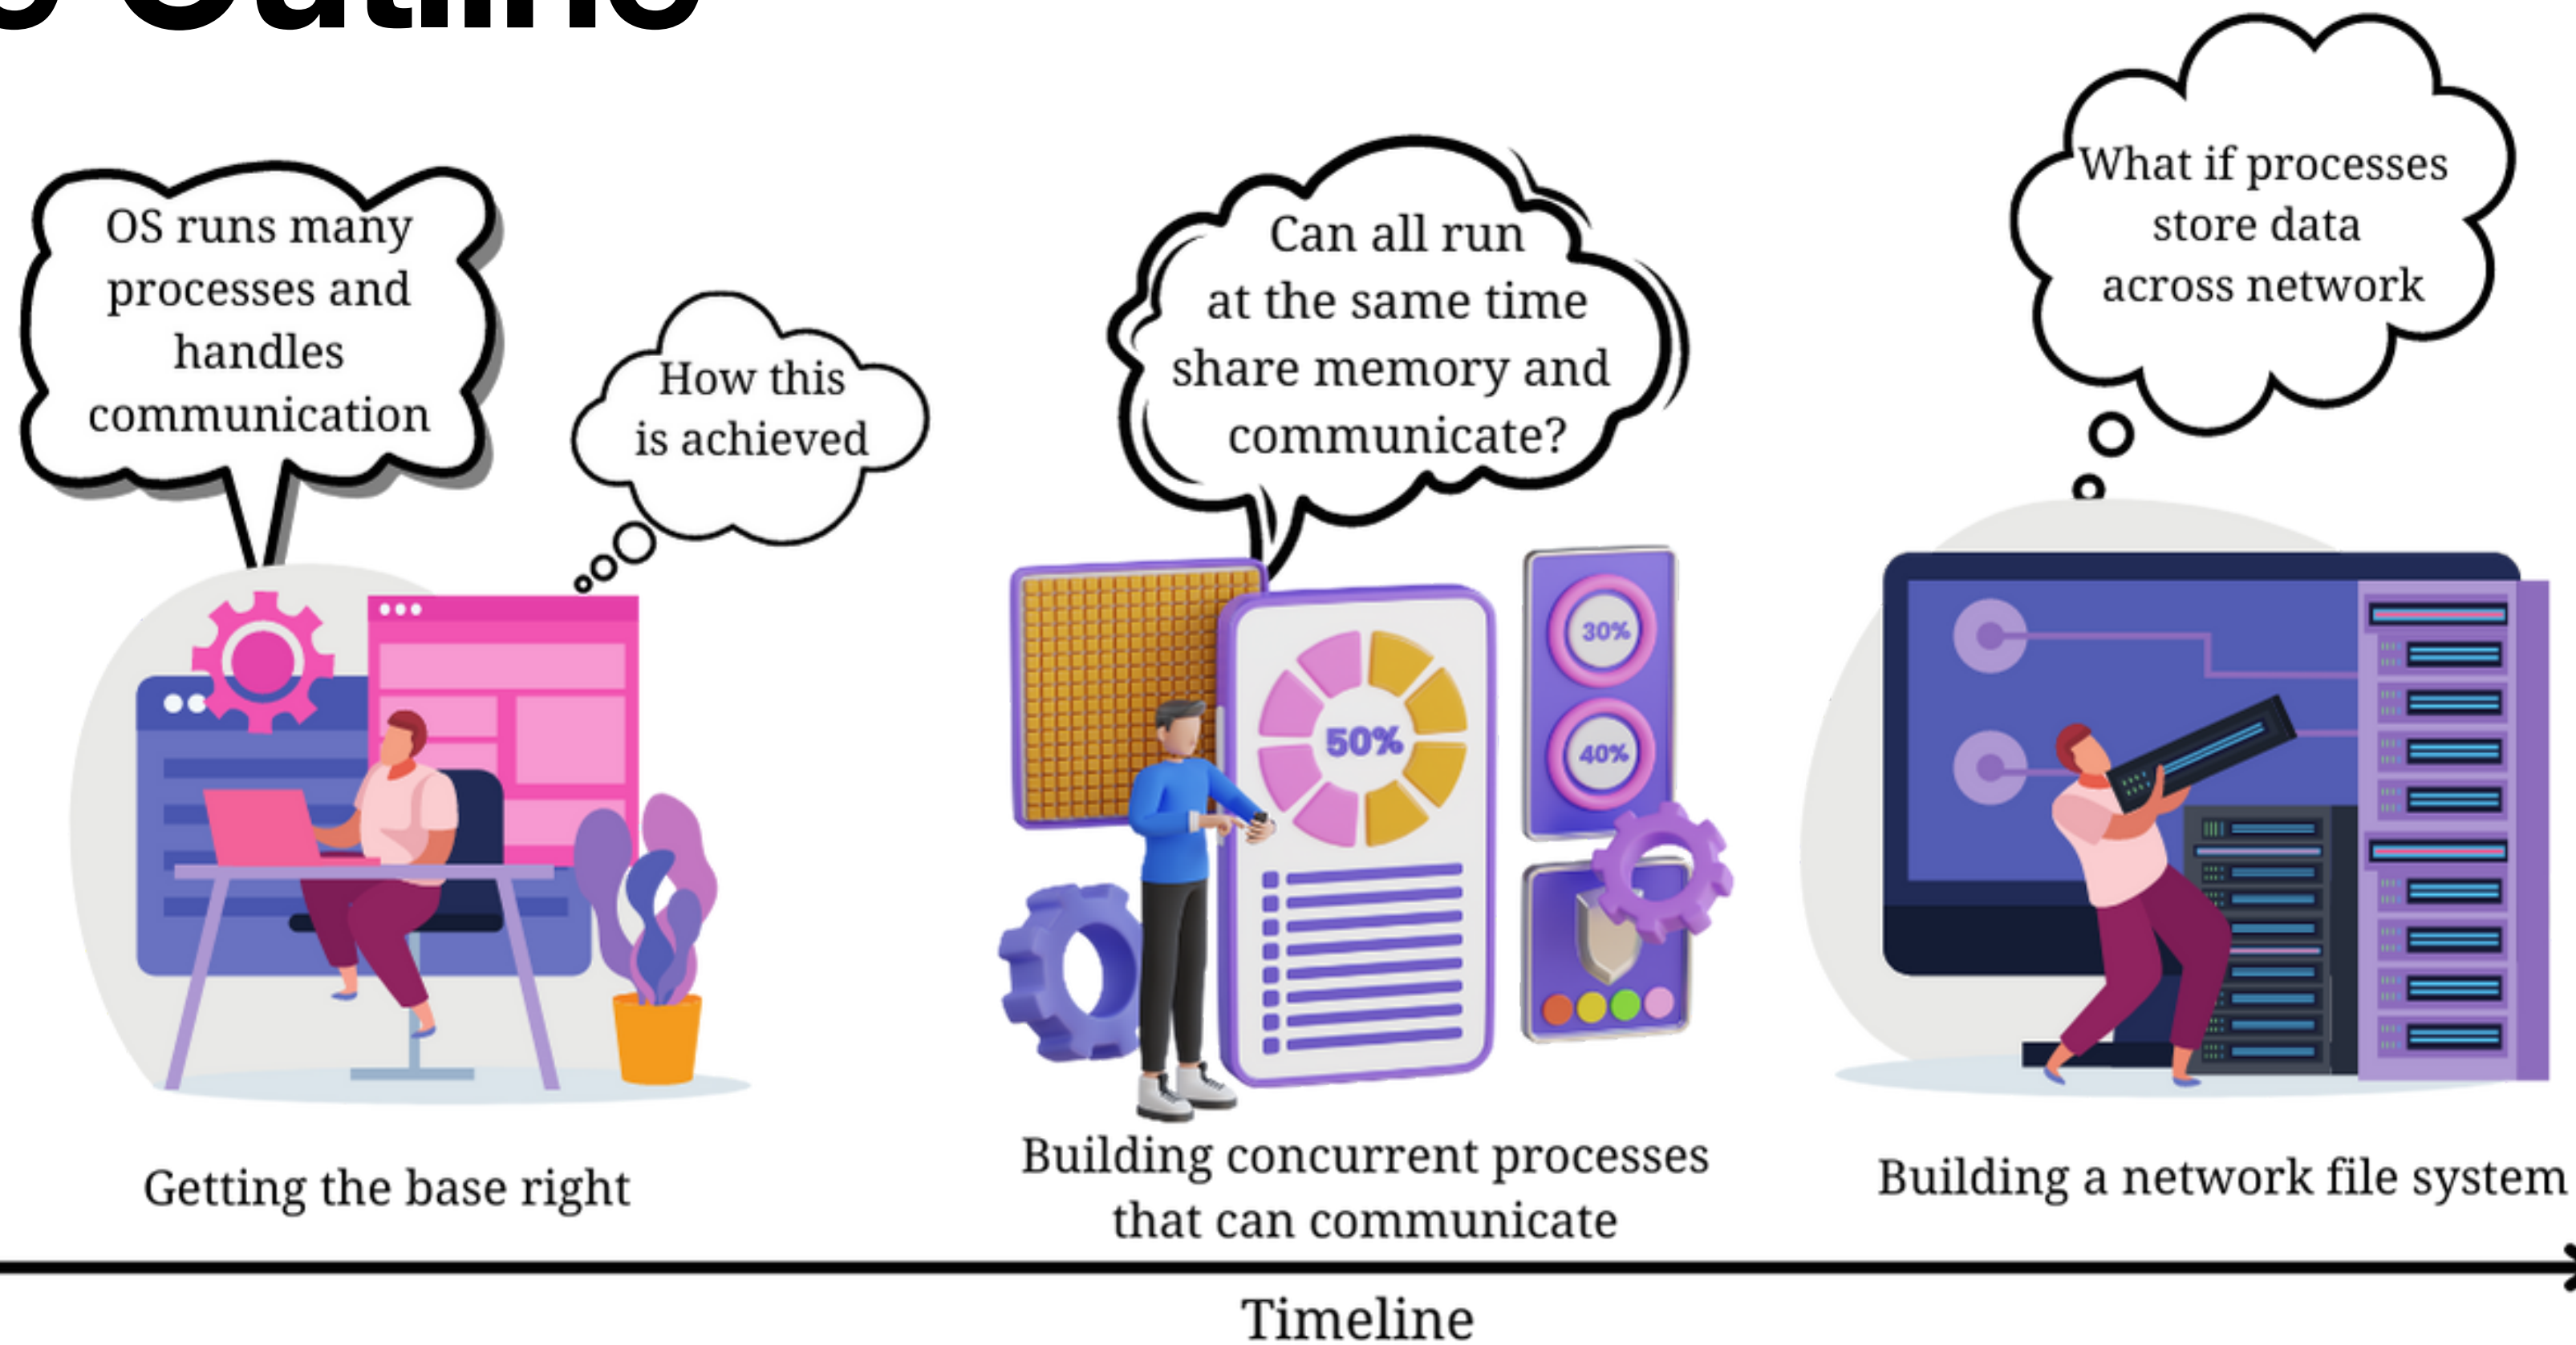 Outline
OS runs many
processes and
handles
communication
How this
is achieved
Can all run
at the same time
share memory and
communicate?
What if processes
store data
across network
50%
30%
40%
Getting the base right
Building concurrent processes
that can communicate
Building a network file system
Timeline